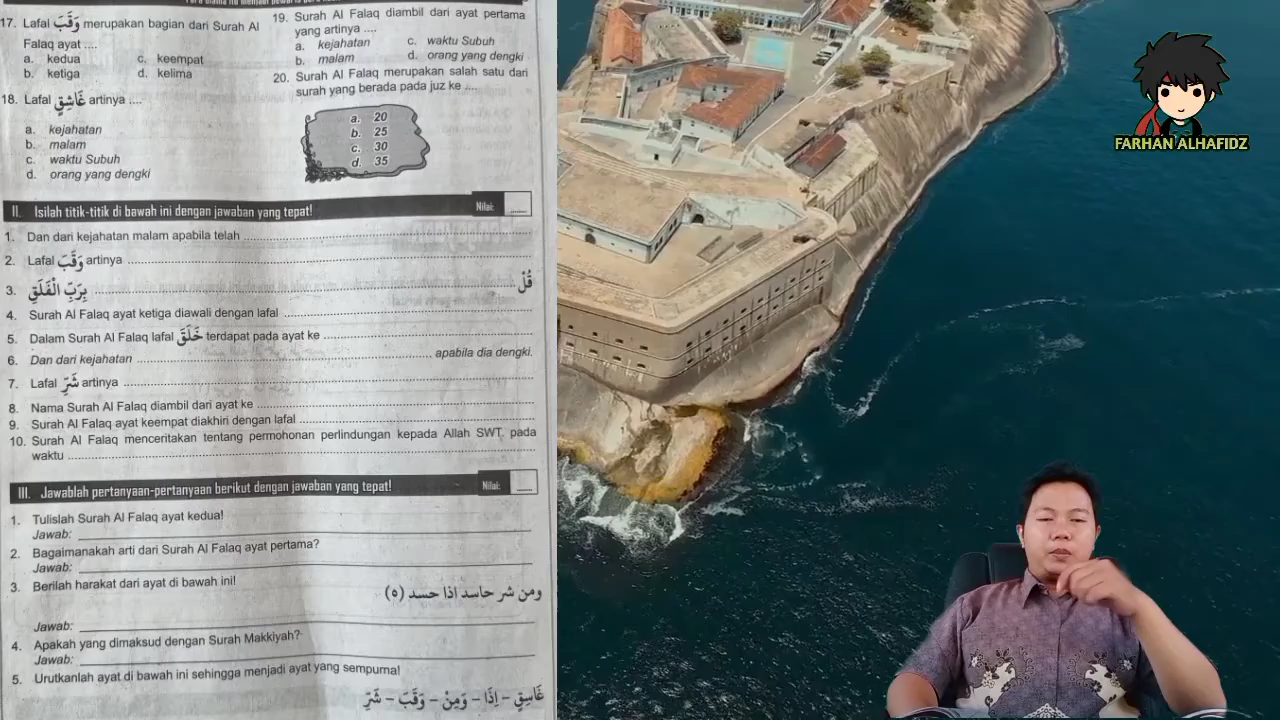 17. Lafal وَقَبَ merupakan bagian dari Surah Al
Falaq ayat ....
a. kedua c. keempat
b. ketiga d. kelima
18. Lafal غَاسِقٍ artinya ....
a. kejahatan
b. malam
c. waktu Subuh
d. orang yang dengki
19. Surah Al Falaq diambil dari ayat pertama
yang artinya ....
a. kejahatan c. waktu Subuh
b. malam d. orang yang dengki
20. Surah Al Falaq merupakan salah satu dari
surah yang berada pada juz ke ....
a. 20
b. 25
c. 30
d. 35
II. Isilah titik-titik di bawah ini dengan jawaban yang tepat! Nilai: ......
1. Dan dari kejahatan malam apabila telah ......
2. Lafal وَقَبَ artinya ......
3. قُلْ ...... بِرَبِّ الْفَلَقِ
4. Surah Al Falaq ayat ketiga diawali dengan lafal ......
5. Dalam Surah Al Falaq lafal خَلَقَ terdapat pada ayat ke ......
6. Dan dari kejahatan ...... apabila dia dengki.
7. Lafal شَرِّ artinya ......
8. Nama Surah Al Falaq diambil dari ayat ke ......
9. Surah Al Falaq ayat keempat diakhiri dengan lafal ......
10. Surah Al Falaq menceritakan tentang permohonan perlindungan kepada Allah SWT. pada
waktu ......
III. Jawablah pertanyaan-pertanyaan berikut dengan jawaban yang tepat! Nilai:
1. Tulislah Surah Al Falaq ayat kedua!
Jawab:
2. Bagaimanakah arti dari Surah Al Falaq ayat pertama?
Jawab:
3. Berilah harakat dari ayat di bawah ini!
ومن شر حاسد اذا حسد (٥)
Jawab:
4. Apakah yang dimaksud dengan Surah Makkiyah?
Jawab:
5. Urutkanlah ayat di bawah ini sehingga menjadi ayat yang sempurna!
غَاسِقٍ – اِذَا – وَمِنْ – وَقَبَ – شَرِّ
FARHAN ALHAFIDZ